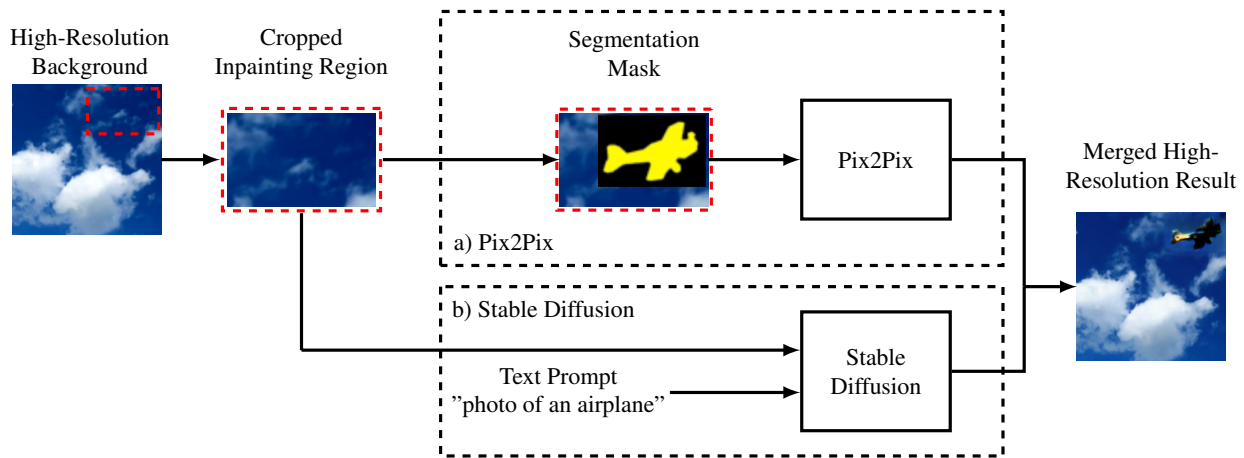 High-Resolution
Background
Cropped
Inpainting Region
Segmentation
Mask
Pix2Pix
a) Pix2Pix
Merged High-
Resolution Result
b) Stable Diffusion
Stable
Diffusion
Text Prompt
”photo of an airplane”